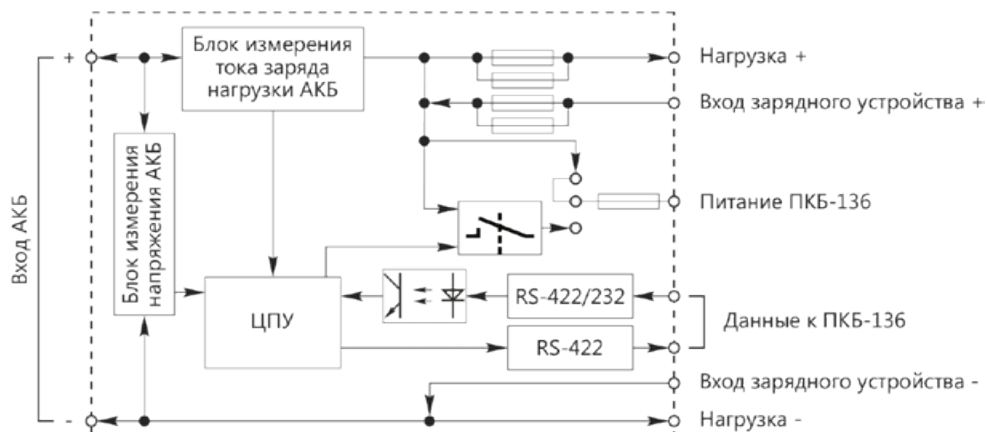 Блок измерения
тока заряда
нагрузки АКБ
+
Нагрузка +
Вход зарядного устройства +
Блок измерения
напряжения АКБ
Вход АКБ
Питание ПКБ-136
ЦПУ
RS-422/232
RS-422
Данные к ПКБ-136
Вход зарядного устройства -
-
Нагрузка -